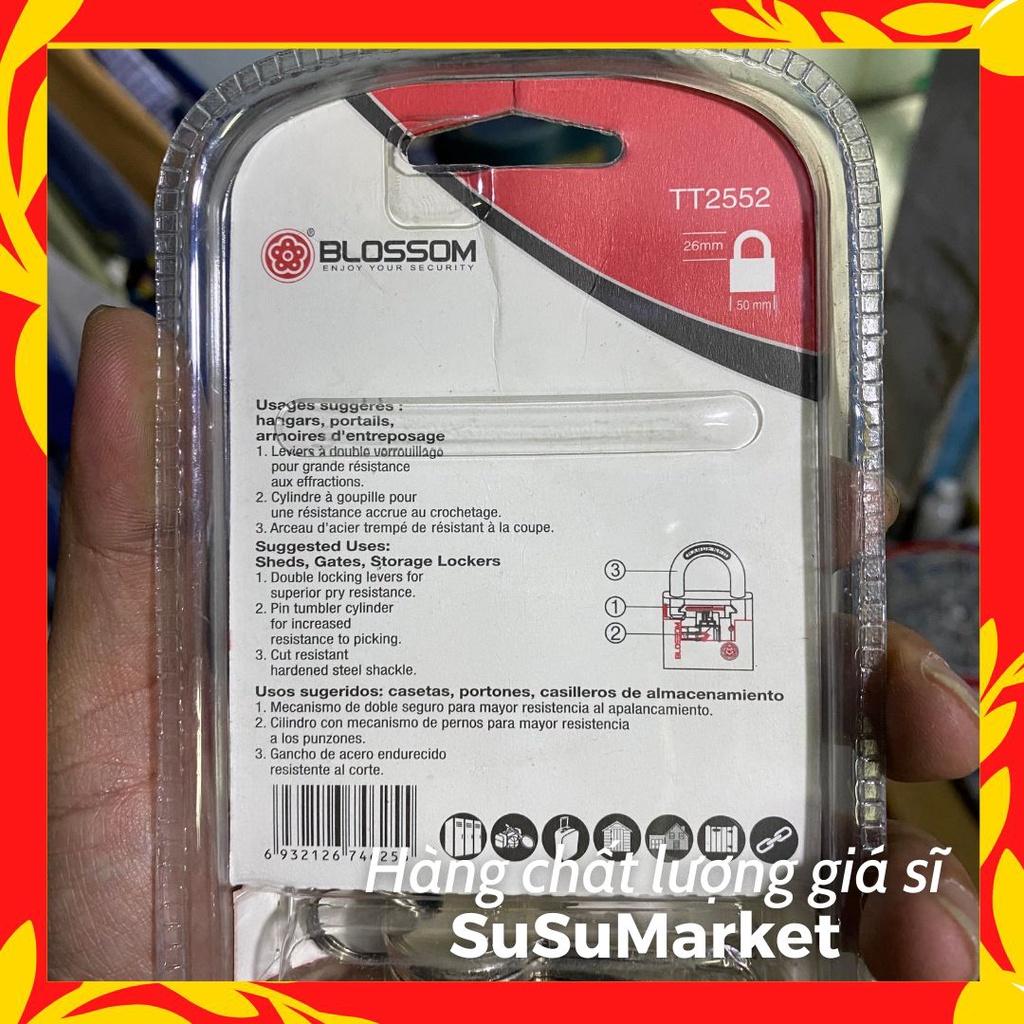 TT2552
26mm
50 mm
®
BLOSSOM
ENJOY YOUR SECURITY
Usages suggérés :
hangars, portails,
armoires d'entreposage
1. Leviers à double verrouillage
pour grande résistance
aux effractions.
2. Cylindre à goupille pour
une résistance accrue au crochetage.
3. Arceau d'acier trempé de résistant à la coupe.
Suggested Uses:
Sheds, Gates, Storage Lockers
1. Double locking levers for
superior pry resistance.
2. Pin tumbler cylinder
for increased
resistance to picking.
3. Cut resistant
hardened steel shackle.
HARDENED
3
1
2
BLOSSOM
Usos sugeridos: casetas, portones, casilleros de almacenamiento
1. Mecanismo de doble seguro para mayor resistencia al apalancamiento.
2. Cilindro con mecanismo de pernos para mayor resistencia
a los punzones.
3. Gancho de acero endurecido
resistente al corte.
6 932126
Hàng chất lượng giá sĩ
SuSuMarket